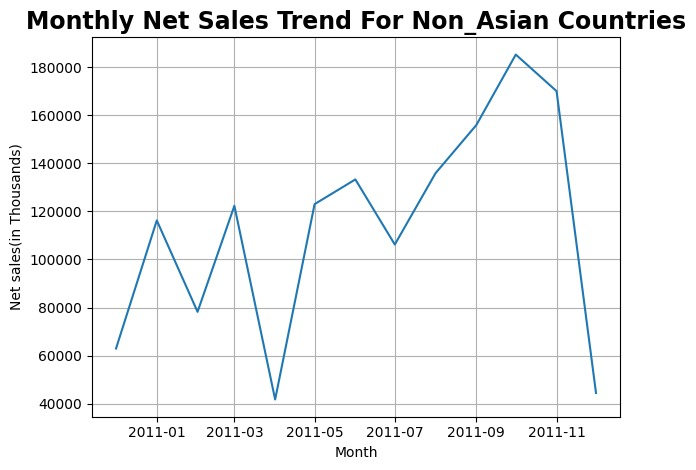 Monthly Net Sales Trend For Non_Asian Countries
180000
160000
140000
120000
100000
80000
60000
40000
Net sales(in Thousands)
2011-01 2011-03 2011-05 2011-07 2011-09 2011-11
Month